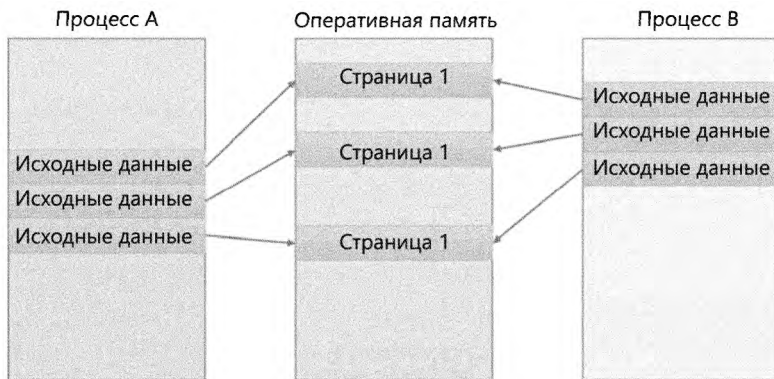 Процесс A
Оперативная память
Процесс B
Страница 1
Исходные данные
Страница 1
Исходные данные
Исходные данные
Исходные данные
Исходные данные
Исходные данные
Страница 1